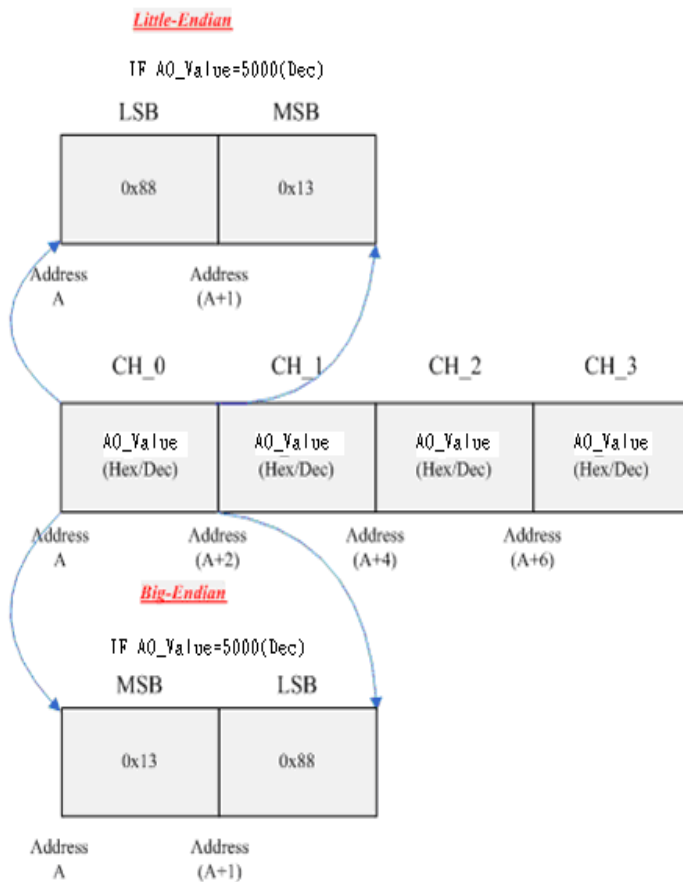 Little-Endian
IF AO_Value=5000(Dec)
LSB MSB
0x88 0x13
Address Address
A (A+1)
CH_0 CH_1 CH_2 CH_3
AO_Value AO_Value AO_Value AO_Value
(Hex/Dec) (Hex/Dec) (Hex/Dec) (Hex/Dec)
Address Address Address Address
A (A+2) (A+4) (A+6)
Big-Endian
IF AO_Value=5000(Dec)
MSB LSB
0x13 0x88
Address Address
A (A+1)